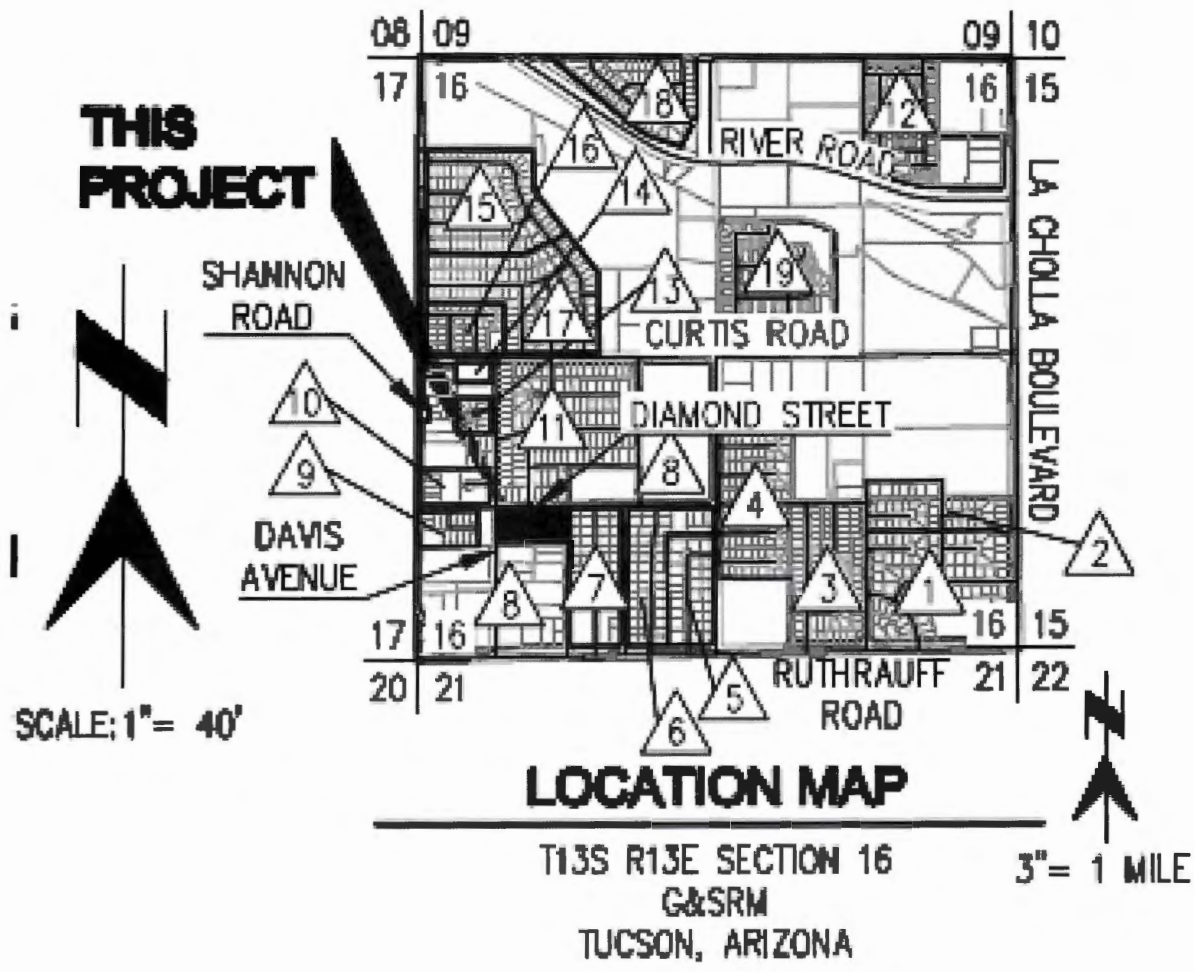 08 09
09 10
17 16
16 15
THIS
PROJECT
18
12
16
RIVER ROAD
14
15
LA CHOLLA BOULEVARD
SHANNON
ROAD
19
13
17
CURTIS ROAD
10
DIAMOND STREET
11
9
8
4
DAVIS
AVENUE
2
8
7
3
1
17 16
16 15
20 21
RUTHRAUFF
ROAD
21 22
5
6
SCALE: 1"= 40'
LOCATION MAP
T13S R13E SECTION 16
G&SRM
TUCSON, ARIZONA
3"= 1 MILE